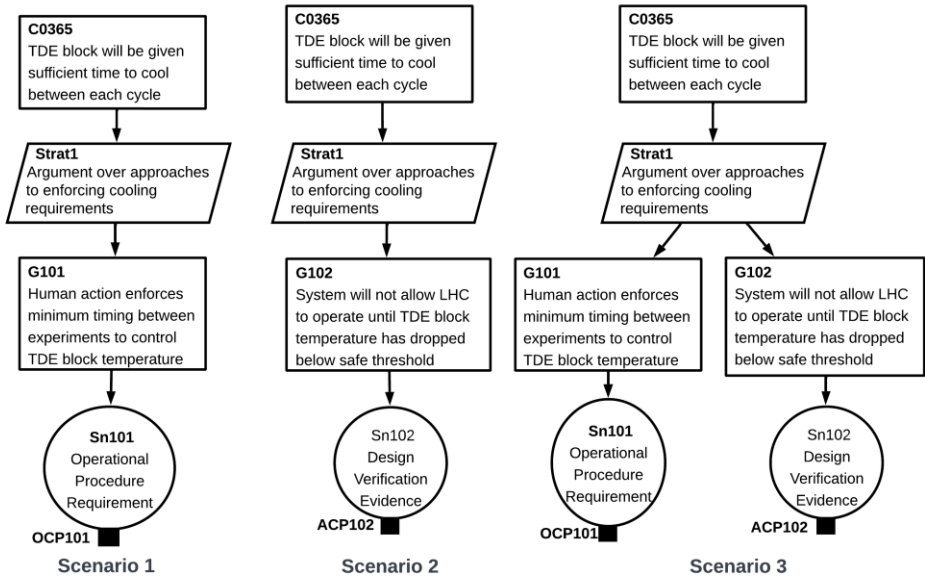 C0365
TDE block will be given
sufficient time to cool
between each cycle
Strat1
Argument over approaches
to enforcing cooling
requirements
G101
Human action enforces
minimum timing between
experiments to control
TDE block temperature
Sn101
Operational
Procedure
Requirement
OCP101
Scenario 1
C0365
TDE block will be given
sufficient time to cool
between each cycle
Strat1
Argument over approaches
to enforcing cooling
requirements
G102
System will not allow LHC
to operate until TDE block
temperature has dropped
below safe threshold
Sn102
Design
Verification
Evidence
ACP102
Scenario 2
C0365
TDE block will be given
sufficient time to cool
between each cycle
Strat1
Argument over approaches
to enforcing cooling
requirements
G101
Human action enforces
minimum timing between
experiments to control
TDE block temperature
Sn101
Operational
Procedure
Requirement
OCP101
G102
System will not allow LHC
to operate until TDE block
temperature has dropped
below safe threshold
Sn102
Design
Verification
Evidence
ACP102
Scenario 3